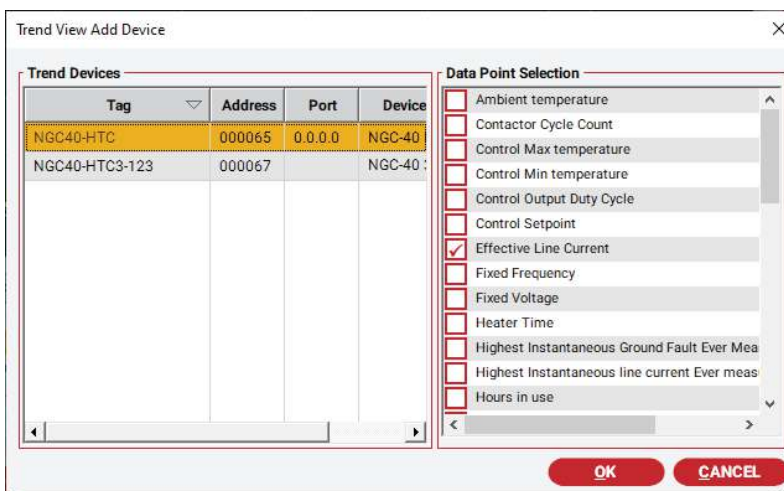 Trend View Add Device
Trend Devices
Tag Address Port Device
NGC40-HTC 000065 0.0.0.0 NGC-40
NGC40-HTC3-123 000067 NGC-40
Data Point Selection
Ambient temperature
Contactor Cycle Count
Control Max temperature
Control Min temperature
Control Output Duty Cycle
Control Setpoint
Effective Line Current
Fixed Frequency
Fixed Voltage
Heater Time
Highest Instantaneous Ground Fault Ever Mea
Highest Instantaneous line current Ever meas
Hours in use
OK CANCEL